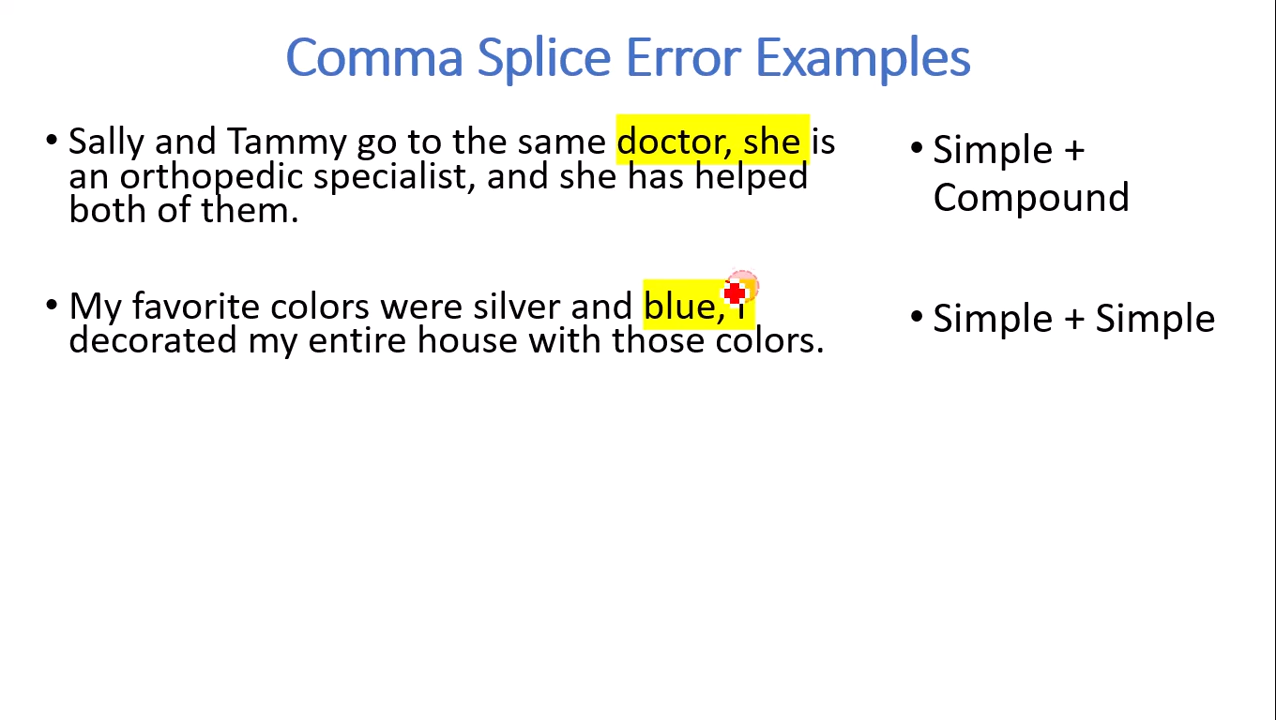 Comma Splice Error Examples
• Sally and Tammy go to the same doctor, she is
an orthopedic specialist, and she has helped
both of them.
• Simple +
Compound
• My favorite colors were silver and blue, I
decorated my entire house with those colors.
• Simple + Simple